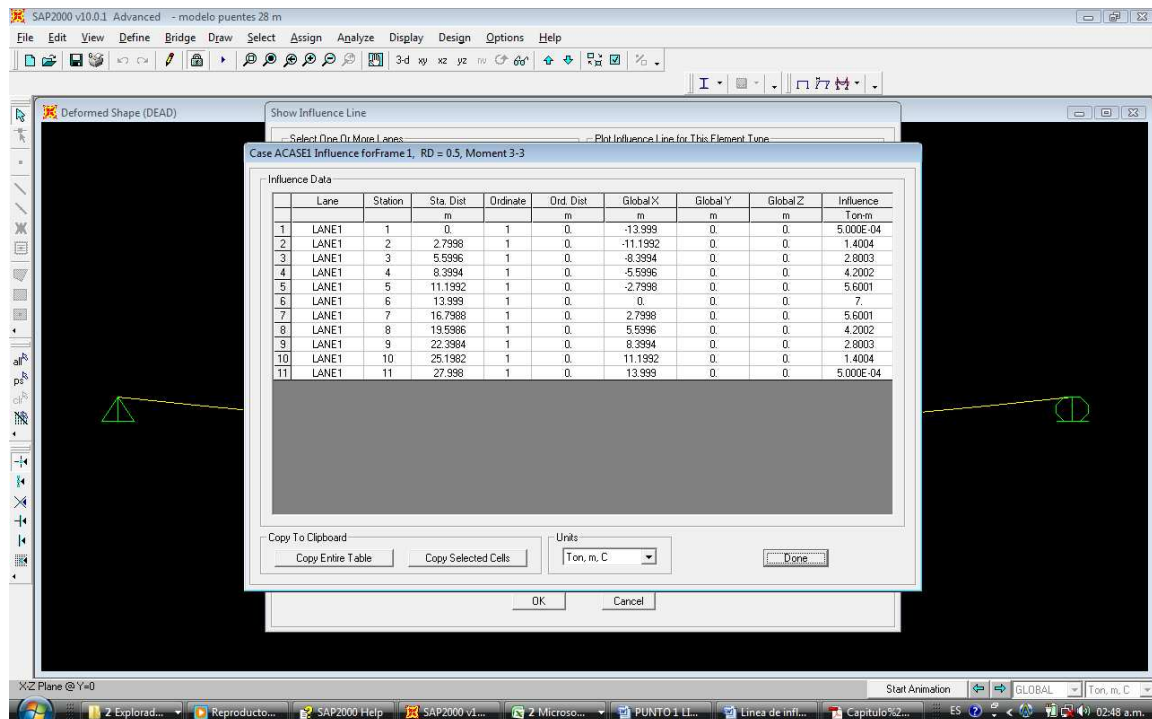 SAP2000 v10.0.1 Advanced - modelo puentes 28 m
File Edit View Define Bridge Draw Select Assign Analyze Display Design Options Help
3-d xy xz yz nv
Deformed Shape (DEAD)
Show Influence Line
Select One Or More Lanes
Plot Influence Line for This Element Type
Case ACASE1 Influence forFrame 1, RD = 0.5, Moment 3-3
Influence Data
Lane Station Sta. Dist Ordinate Ord. Dist Global X Global Y Global Z Influence
m m m m m Ton-m
1 LANE1 1 0. 1 0. -13.999 0. 0. 5.000E-04
2 LANE1 2 2.7998 1 0. -11.1992 0. 0. 1.4004
3 LANE1 3 5.5996 1 0. -8.3994 0. 0. 2.8003
4 LANE1 4 8.3994 1 0. -5.5996 0. 0. 4.2002
5 LANE1 5 11.1992 1 0. -2.7998 0. 0. 5.6001
6 LANE1 6 13.999 1 0. 0. 0. 0. 7.
7 LANE1 7 16.7988 1 0. 2.7998 0. 0. 5.6001
8 LANE1 8 19.5986 1 0. 5.5996 0. 0. 4.2002
9 LANE1 9 22.3984 1 0. 8.3994 0. 0. 2.8003
10 LANE1 10 25.1982 1 0. 11.1992 0. 0. 1.4004
11 LANE1 11 27.998 1 0. 13.999 0. 0. 5.000E-04
all
ps
clr
Copy To Clipboard
Copy Entire Table
Copy Selected Cells
Units
Ton, m, C
Done
OK
Cancel
X-Z Plane @ Y=0
Start Animation
GLOBAL
Ton, m, C
2 Explorad...
Reproducto...
SAP2000 Help
SAP2000 v1...
2 Microso...
PUNTO 1 LI...
Linea de infl...
Capitulo%2...
ES
02:48 a.m.